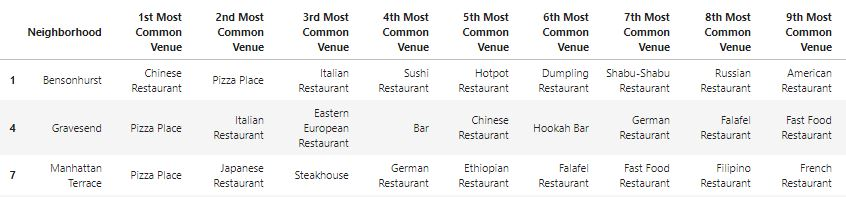 Neighborhood 1st Most Common Venue 2nd Most Common Venue 3rd Most Common Venue 4th Most Common Venue 5th Most Common Venue 6th Most Common Venue 7th Most Common Venue 8th Most Common Venue 9th Most Common Venue
1 Bensonhurst Chinese Restaurant Pizza Place Italian Restaurant Sushi Restaurant Hotpot Restaurant Dumpling Restaurant Shabu-Shabu Restaurant Russian Restaurant American Restaurant
4 Gravesend Pizza Place Italian Restaurant Eastern European Restaurant Bar Chinese Restaurant Hookah Bar German Restaurant Falafel Restaurant Fast Food Restaurant
7 Manhattan Terrace Pizza Place Japanese Restaurant Steakhouse German Restaurant Ethiopian Restaurant Falafel Restaurant Fast Food Restaurant Filipino Restaurant French Restaurant